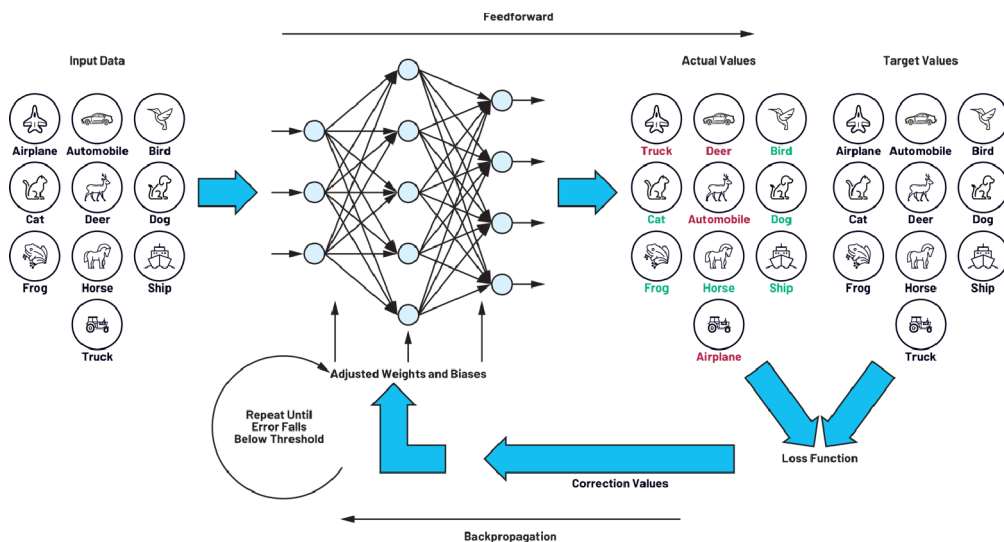 Feedforward
Input Data
Actual Values
Target Values
Airplane Automobile Bird
Truck Deer Bird
Airplane Automobile Bird
Cat Deer Dog
Cat Automobile Dog
Cat Deer Dog
Frog Horse Ship
Frog Horse Ship
Frog Horse Ship
Truck
Airplane
Truck
Adjusted Weights and Biases
Repeat Until
Error Falls
Below Threshold
Loss Function
Correction Values
Backpropagation